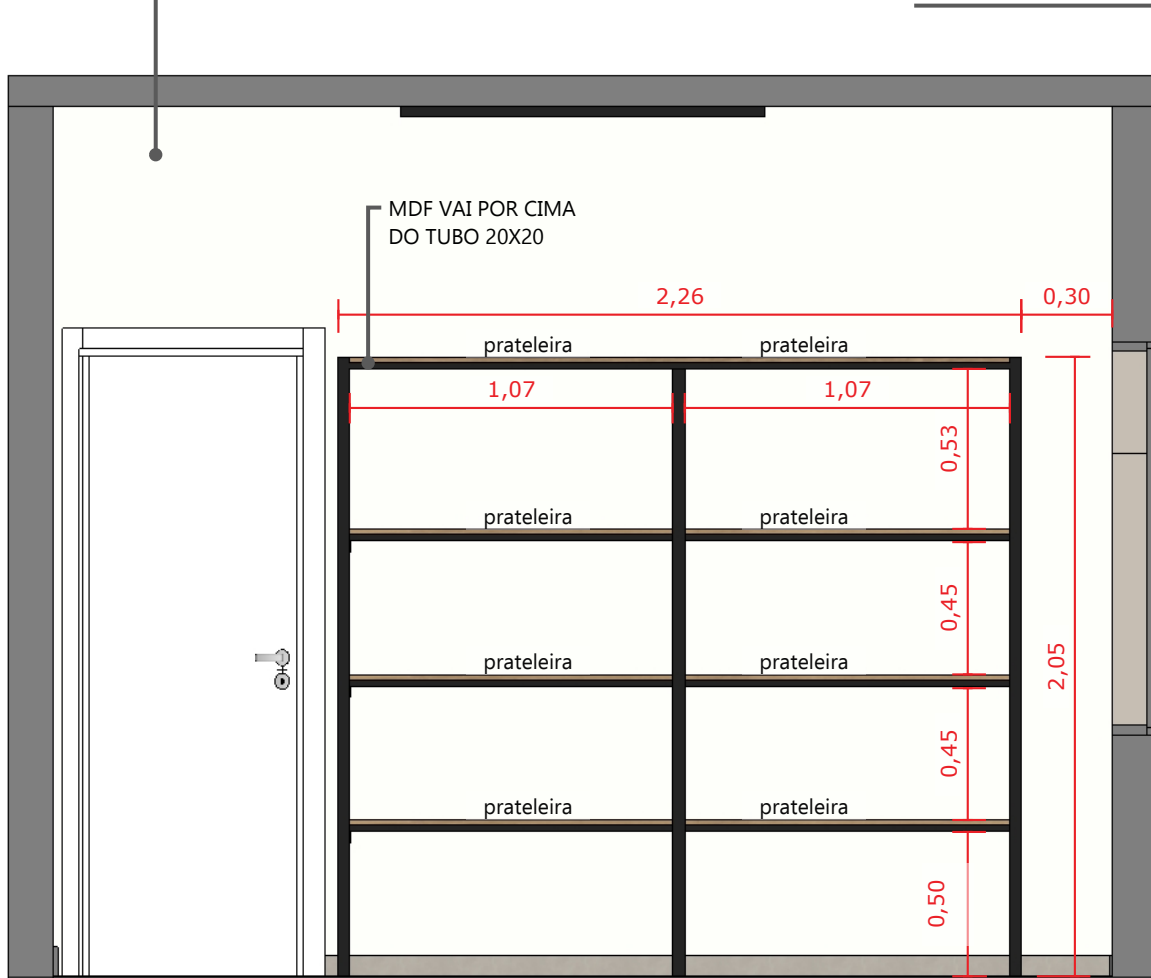 MDF VAI POR CIMA
DO TUBO 20X20
2,26
0,30
prateleira
prateleira
1,07
1,07
0,53
prateleira
prateleira
0,45
2,05
prateleira
prateleira
0,45
prateleira
prateleira
0,50